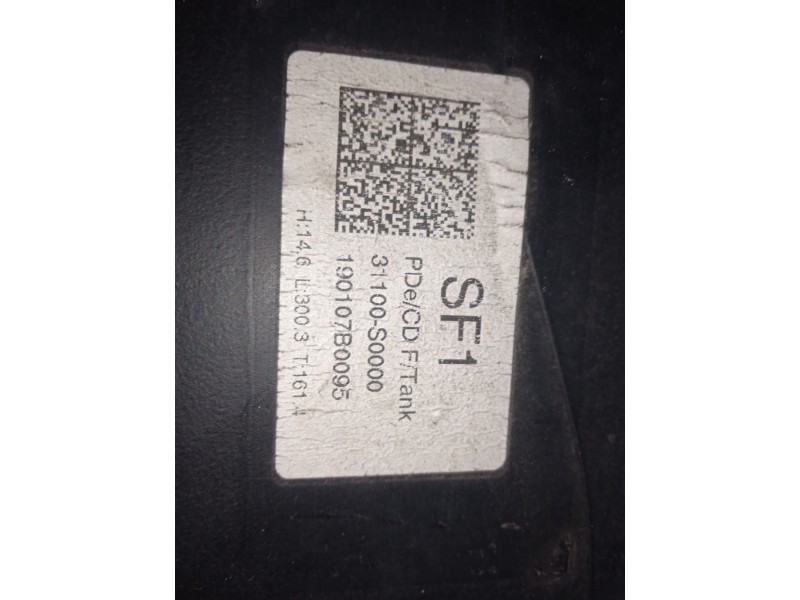 SF1
PDe/CD F/Tank
31100-S0000
190107B0095
H:14,6 L:300,3 T:161,4